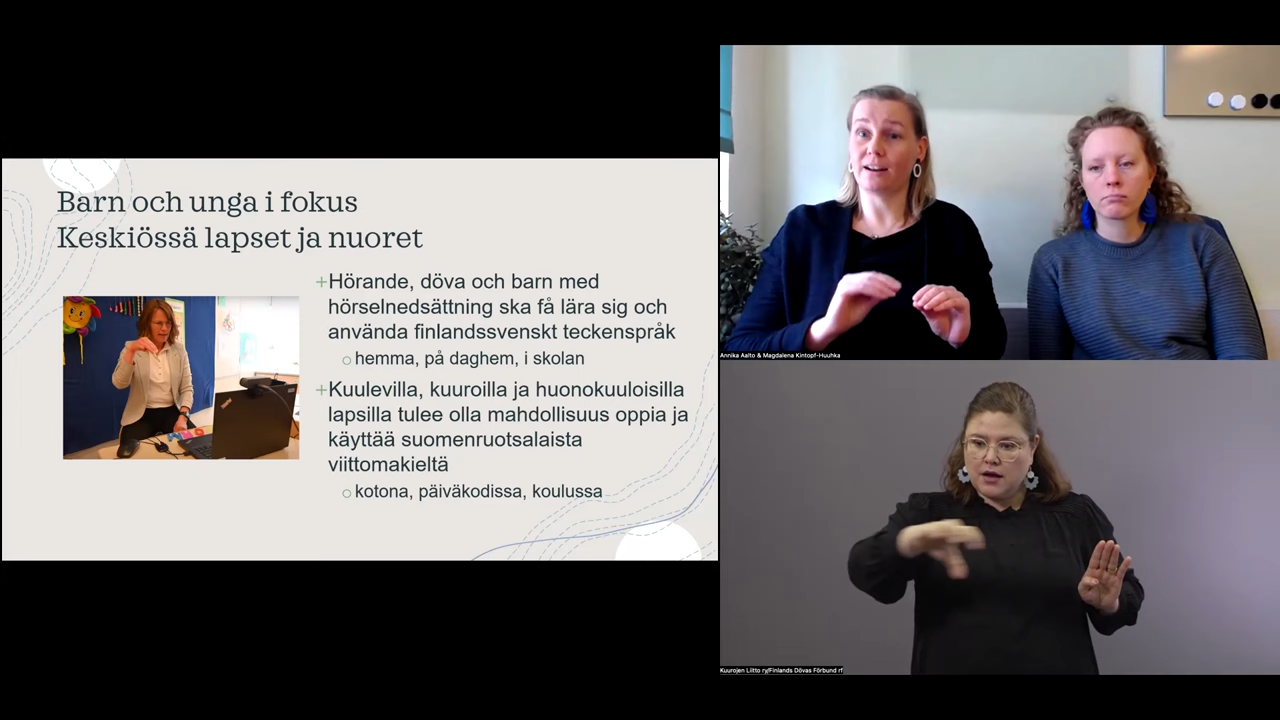 Barn och unga i fokus
Keskiössä lapset ja nuoret
+Hörande, döva och barn med
hörselnedsättning ska få lära sig och
använda finlandssvenskt teckenspråk
hemma, på daghem, i skolan
+Kuulevilla, kuuroilla ja huonokuuloisilla
lapsilla tulee olla mahdollisuus oppia ja
käyttää suomenruotsalaista
viittomakieltä
kotona, päiväkodissa, koulussa
ThinkPad
Annika Aalto & Magdalena Kintopf-Huuhka
Kuurojen Liitto ry/Finlands Dövas Förbund rf